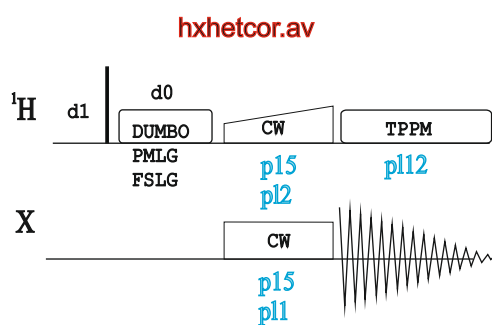 hxhetcor.av
¹H
d1
d0
DUMBO
PMLG
FSLG
CW
p15
pl2
TPPM
pl12
X
CW
p15
pl1